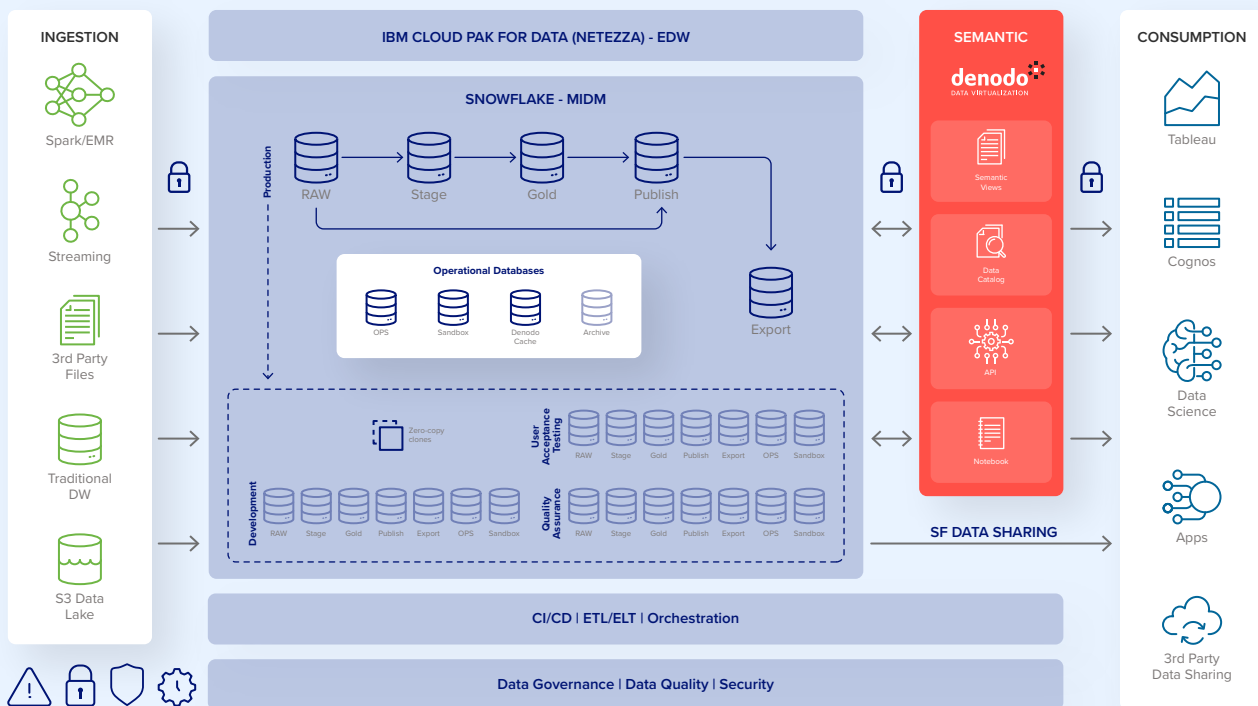 INGESTION
Spark/EMR
Streaming
3rd Party
Files
Traditional
DW
S3 Data
Lake
IBM CLOUD PAK FOR DATA (NETEZZA) - EDW
SNOWFLAKE - MIDM
Production
RAW
Stage
Gold
Publish
Export
Operational Databases
OPS
Sandbox
Denodo
Cache
Archive
Zero-copy
clones
User
Acceptance
Testing
RAW
Stage
Gold
Publish
Export
OPS
Sandbox
Development
RAW
Stage
Gold
Publish
Export
OPS
Sandbox
Quality
Assurance
RAW
Stage
Gold
Publish
Export
OPS
Sandbox
CI/CD | ETL/ELT | Orchestration
Data Governance | Data Quality | Security
SEMANTIC
denodo
DATA VIRTUALIZATION
Semantic
Views
Data
Catalog
API
Notebook
SF DATA SHARING
CONSUMPTION
Tableau
Cognos
Data
Science
Apps
3rd Party
Data Sharing